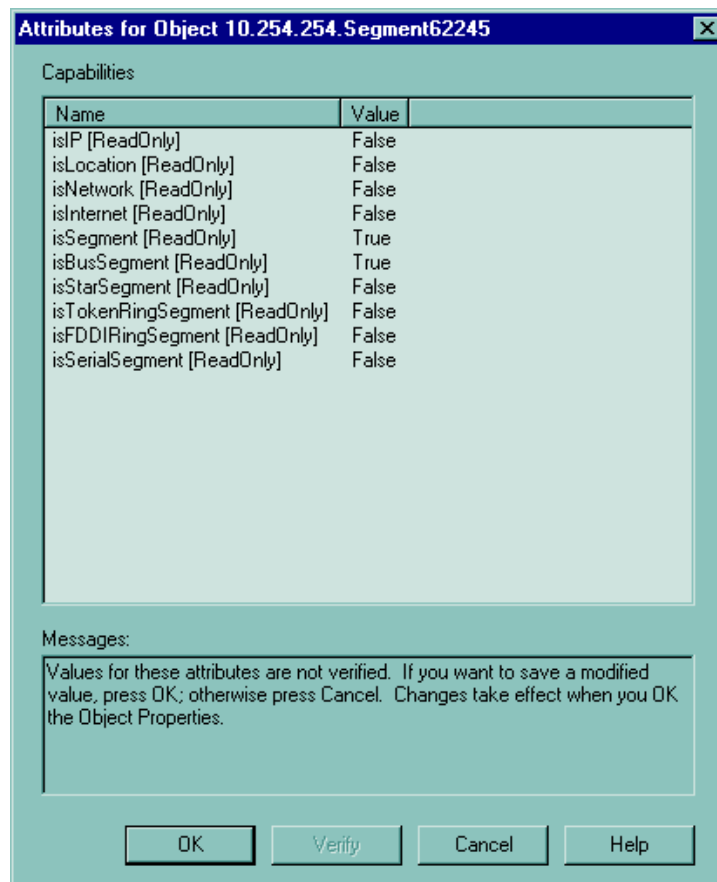 Attributes for Object 10.254.254.Segment62245
Capabilities
Name Value
isIP [ReadOnly] False
isLocation [ReadOnly] False
isNetwork [ReadOnly] False
isInternet [ReadOnly] False
isSegment [ReadOnly] True
isBusSegment [ReadOnly] True
isStarSegment [ReadOnly] False
isTokenRingSegment [ReadOnly] False
isFDDIRingSegment [ReadOnly] False
isSerialSegment [ReadOnly] False
Messages:
Values for these attributes are not verified. If you want to save a modified
value, press OK; otherwise press Cancel. Changes take effect when you OK
the Object Properties.
OK Verify Cancel Help